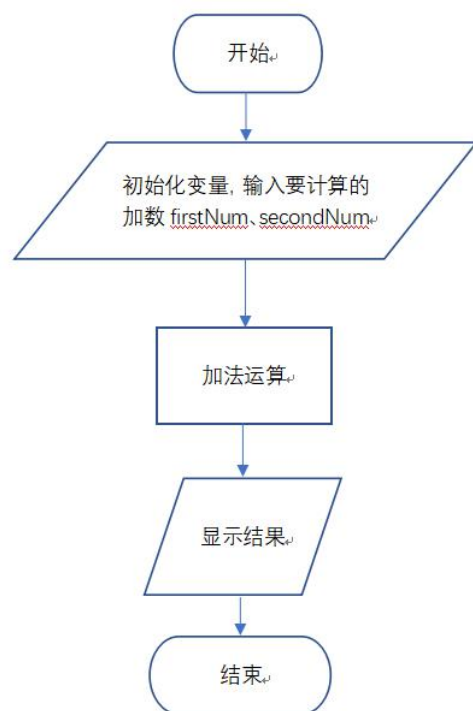 开始
初始化变量, 输入要计算的
加数 firstNum、secondNum
加法运算
显示结果
结束